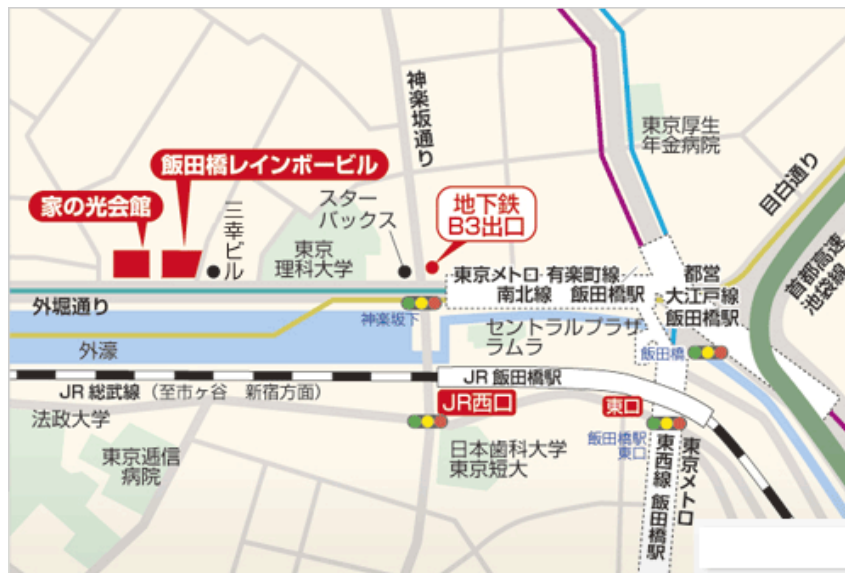 神楽坂通り
東京厚生
年金病院
目白通り
飯田橋レインボービル
家の光会館
三幸ビル
スター
バックス
地下鉄
B3出口
東京
理科大学
東京メトロ 有楽町線
南北線 飯田橋駅
都営
大江戸線
飯田橋駅
首都高速
池袋線
外堀通り
神楽坂下
セントラルプラザ
ラムラ
飯田橋
外濠
JR 飯田橋駅
JR 総武線（至市ヶ谷 新宿方面）
JR西口
東口
法政大学
東京逓信
病院
日本歯科大学
東京短大
飯田橋駅
東口
東京メトロ
東西線 飯田橋駅